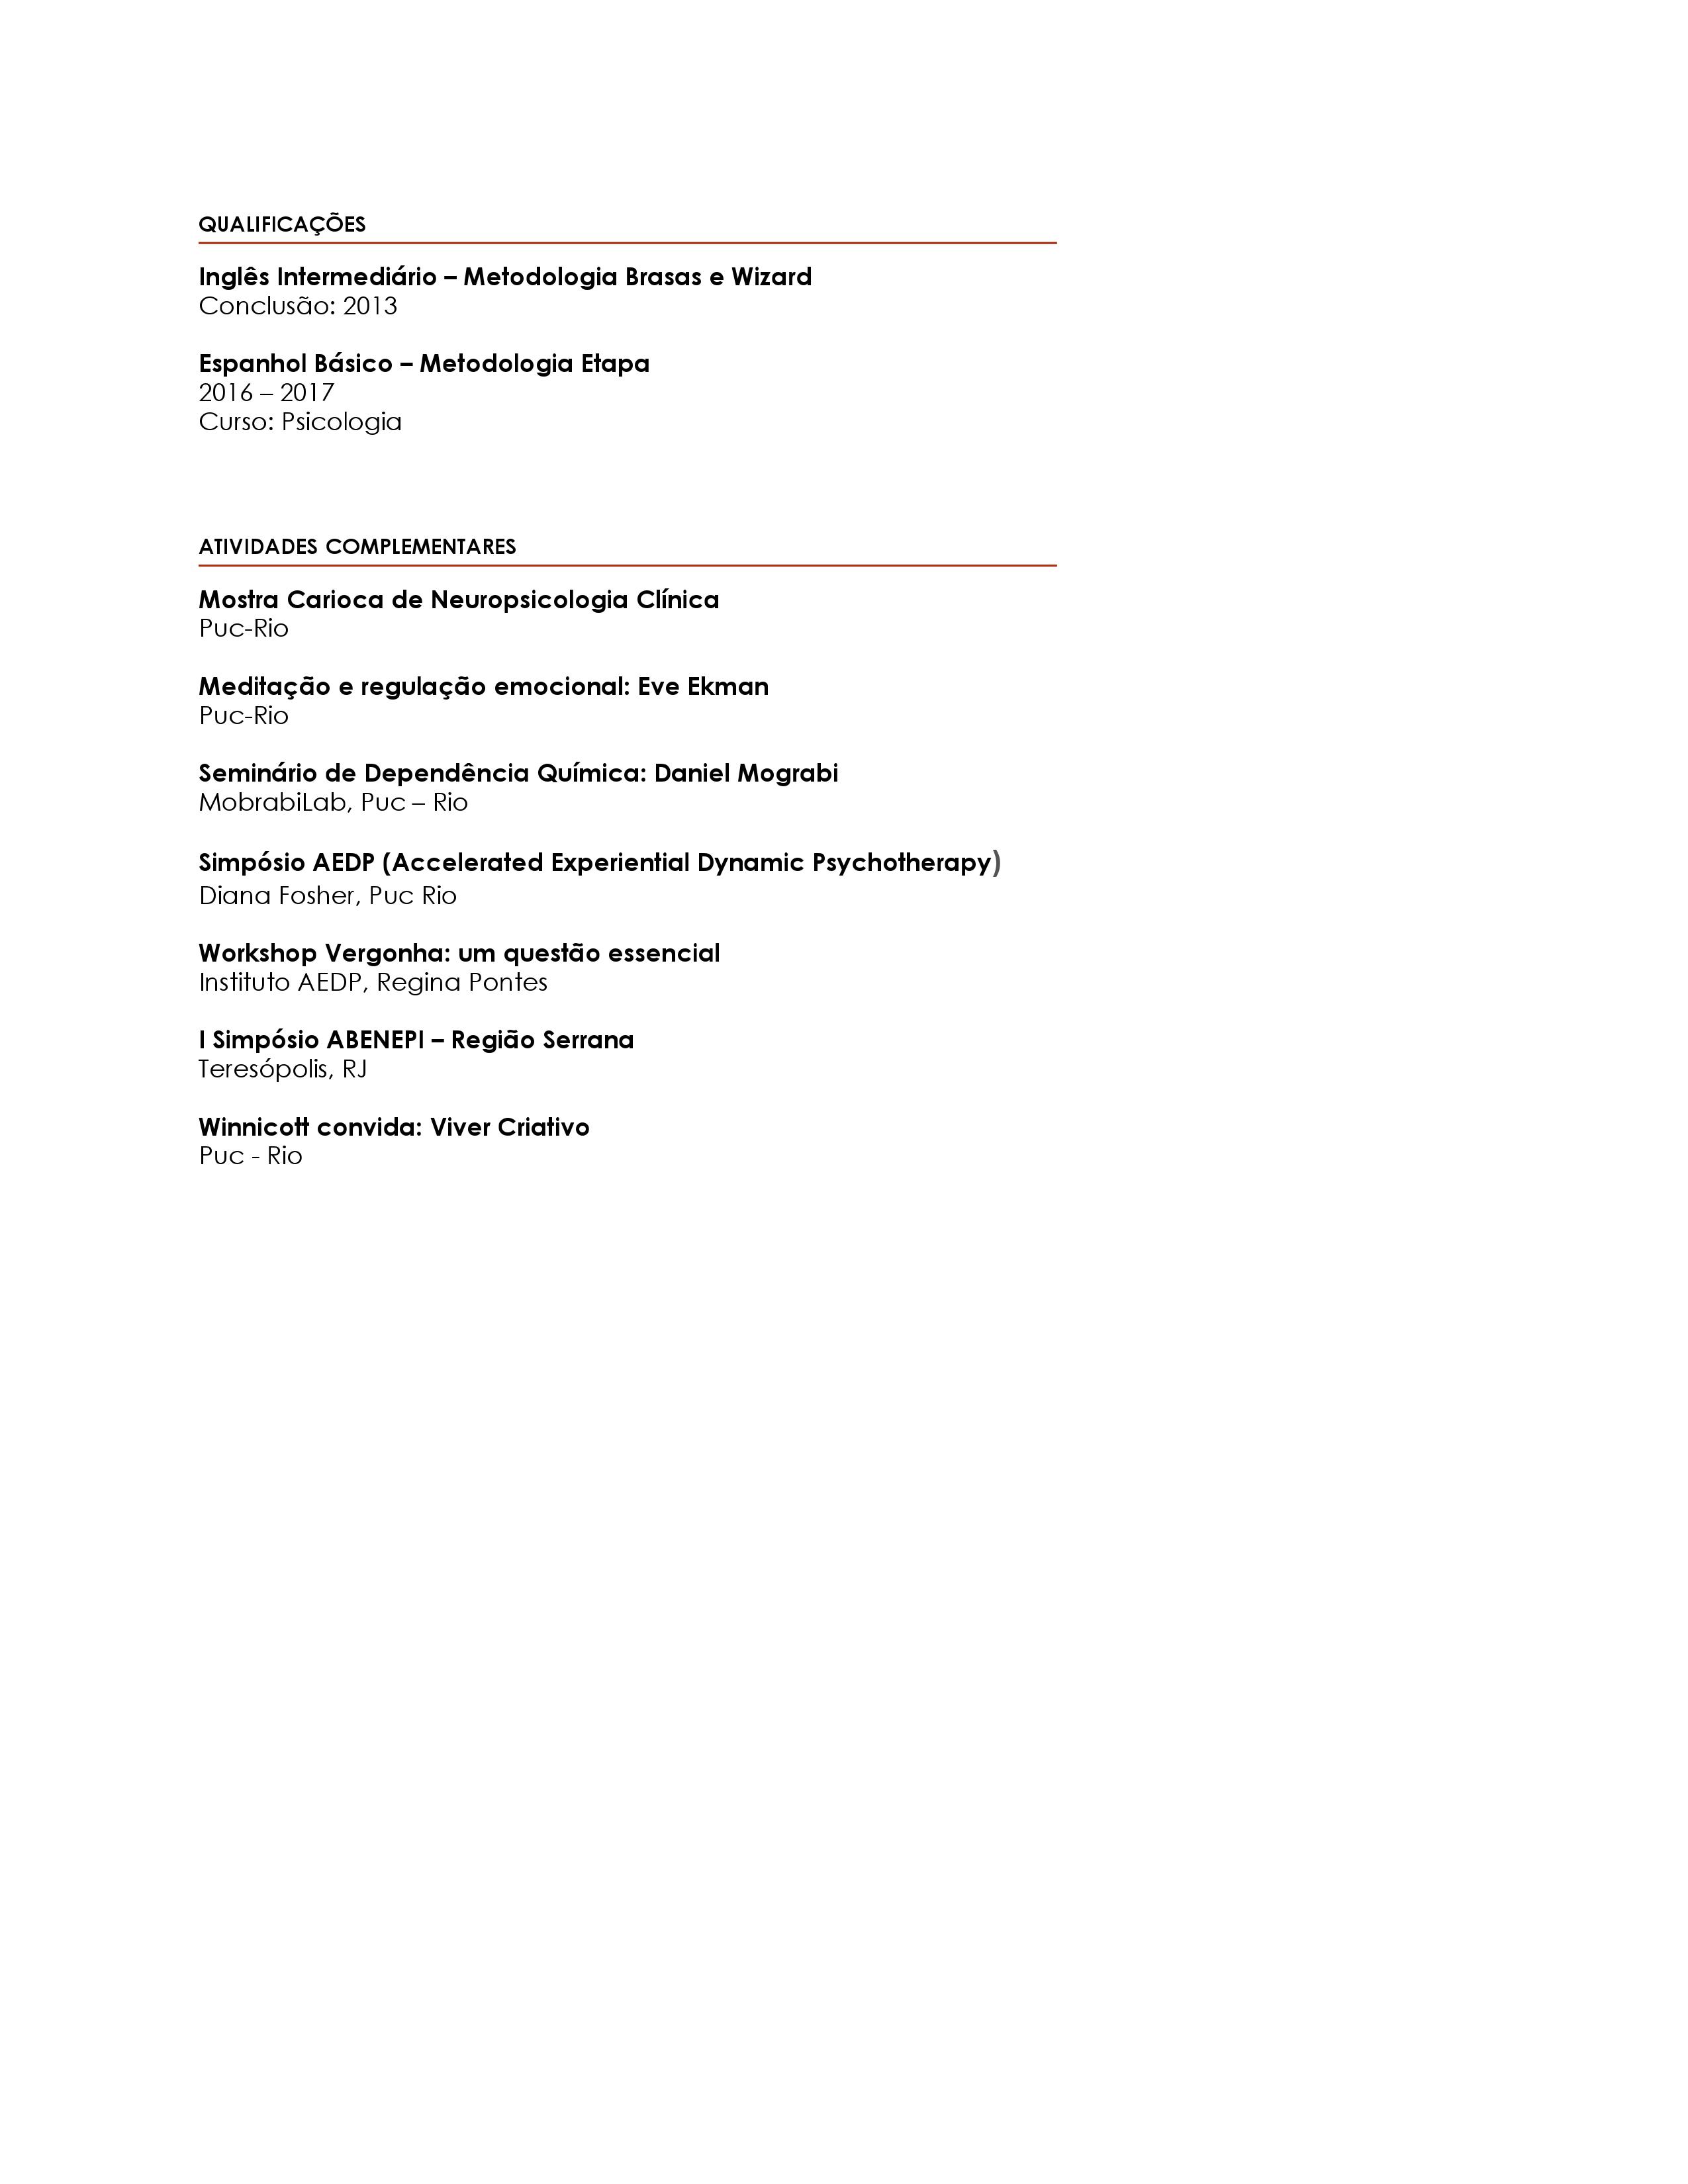 QUALIFICAÇÕES
Inglês Intermediário – Metodologia Brasas e Wizard
Conclusão: 2013
Espanhol Básico – Metodologia Etapa
2016 – 2017
Curso: Psicologia
ATIVIDADES COMPLEMENTARES
Mostra Carioca de Neuropsicologia Clínica
Puc-Rio
Meditação e regulação emocional: Eve Ekman
Puc-Rio
Seminário de Dependência Química: Daniel Mograbi
MobrabiLab, Puc – Rio
Simpósio AEDP (Accelerated Experiential Dynamic Psychotherapy)
Diana Fosher, Puc Rio
Workshop Vergonha: um questão essencial
Instituto AEDP, Regina Pontes
I Simpósio ABENEPI – Região Serrana
Teresópolis, RJ
Winnicott convida: Viver Criativo
Puc - Rio